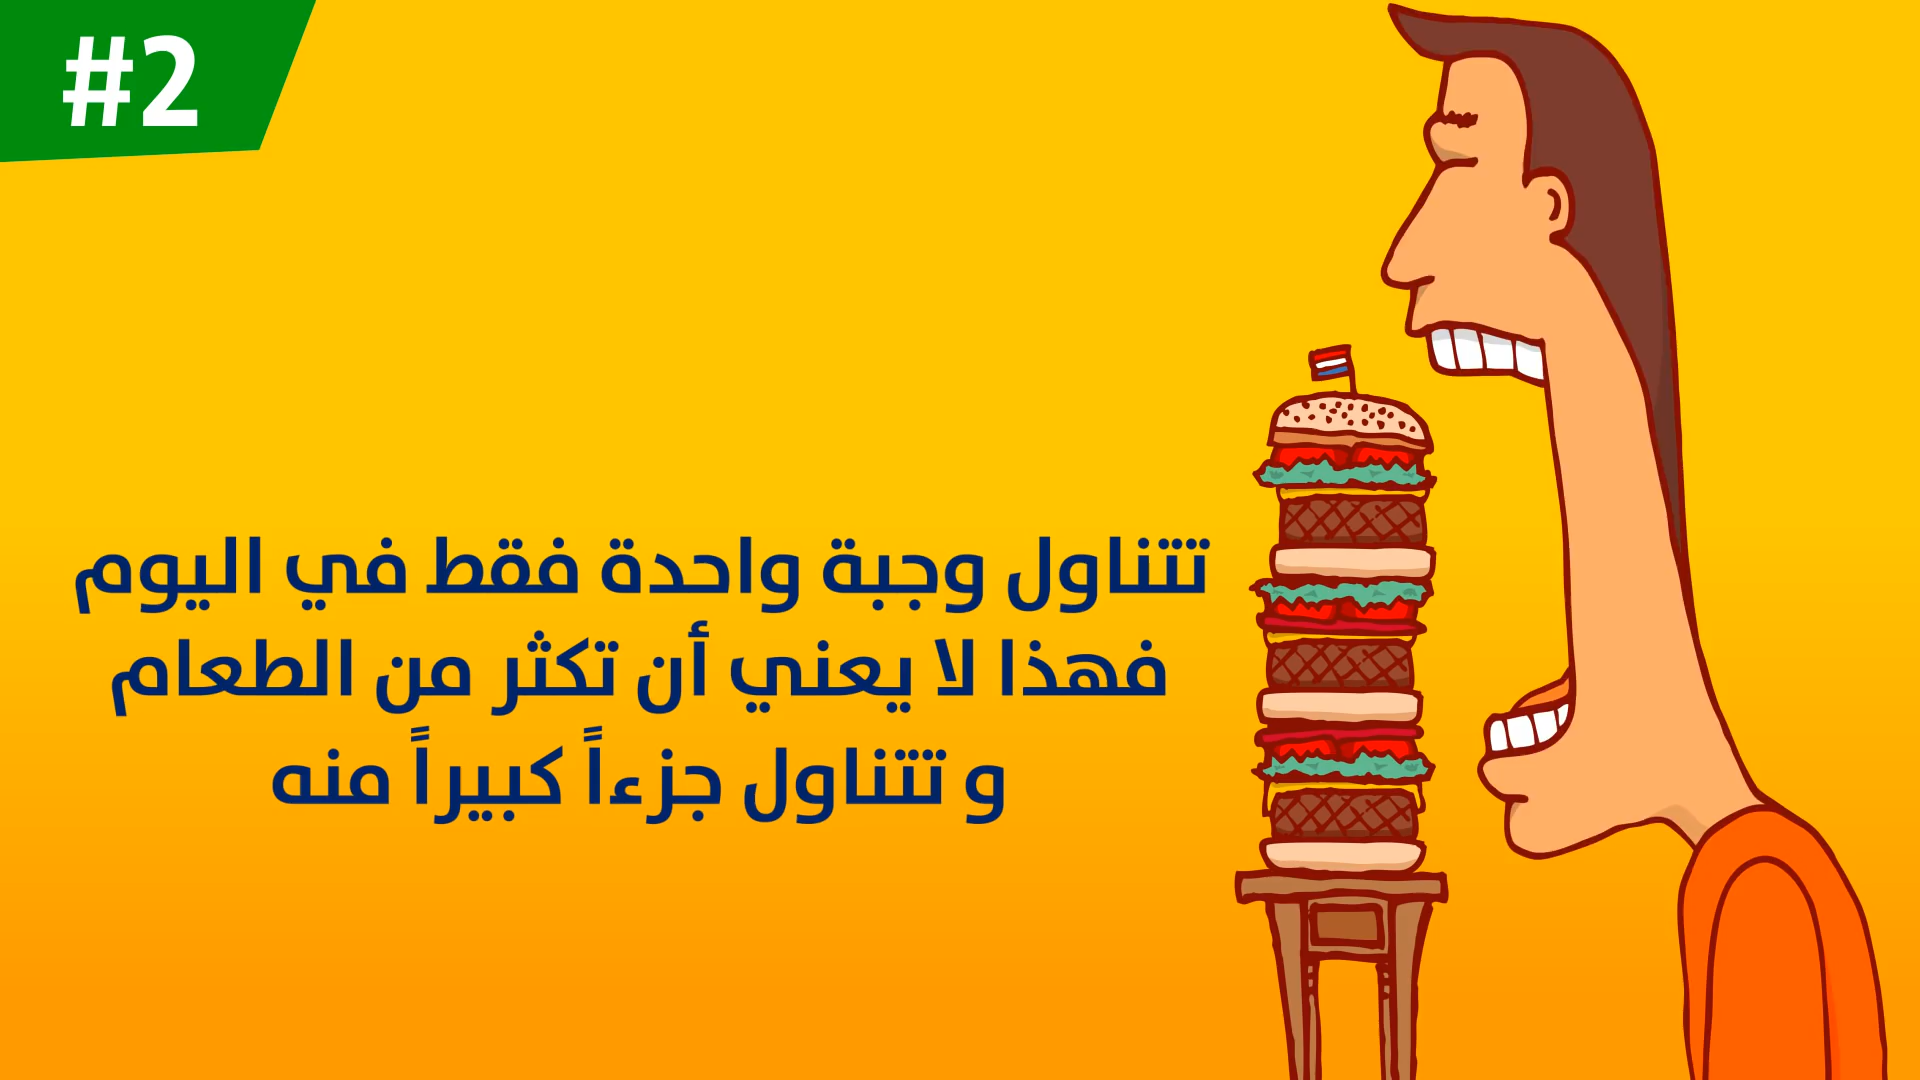 #2
تتناول وجبة واحدة فقط في اليوم
فهذا لا يعني أن تكثر من الطعام
و تتناول جزءاً كبيراً منه